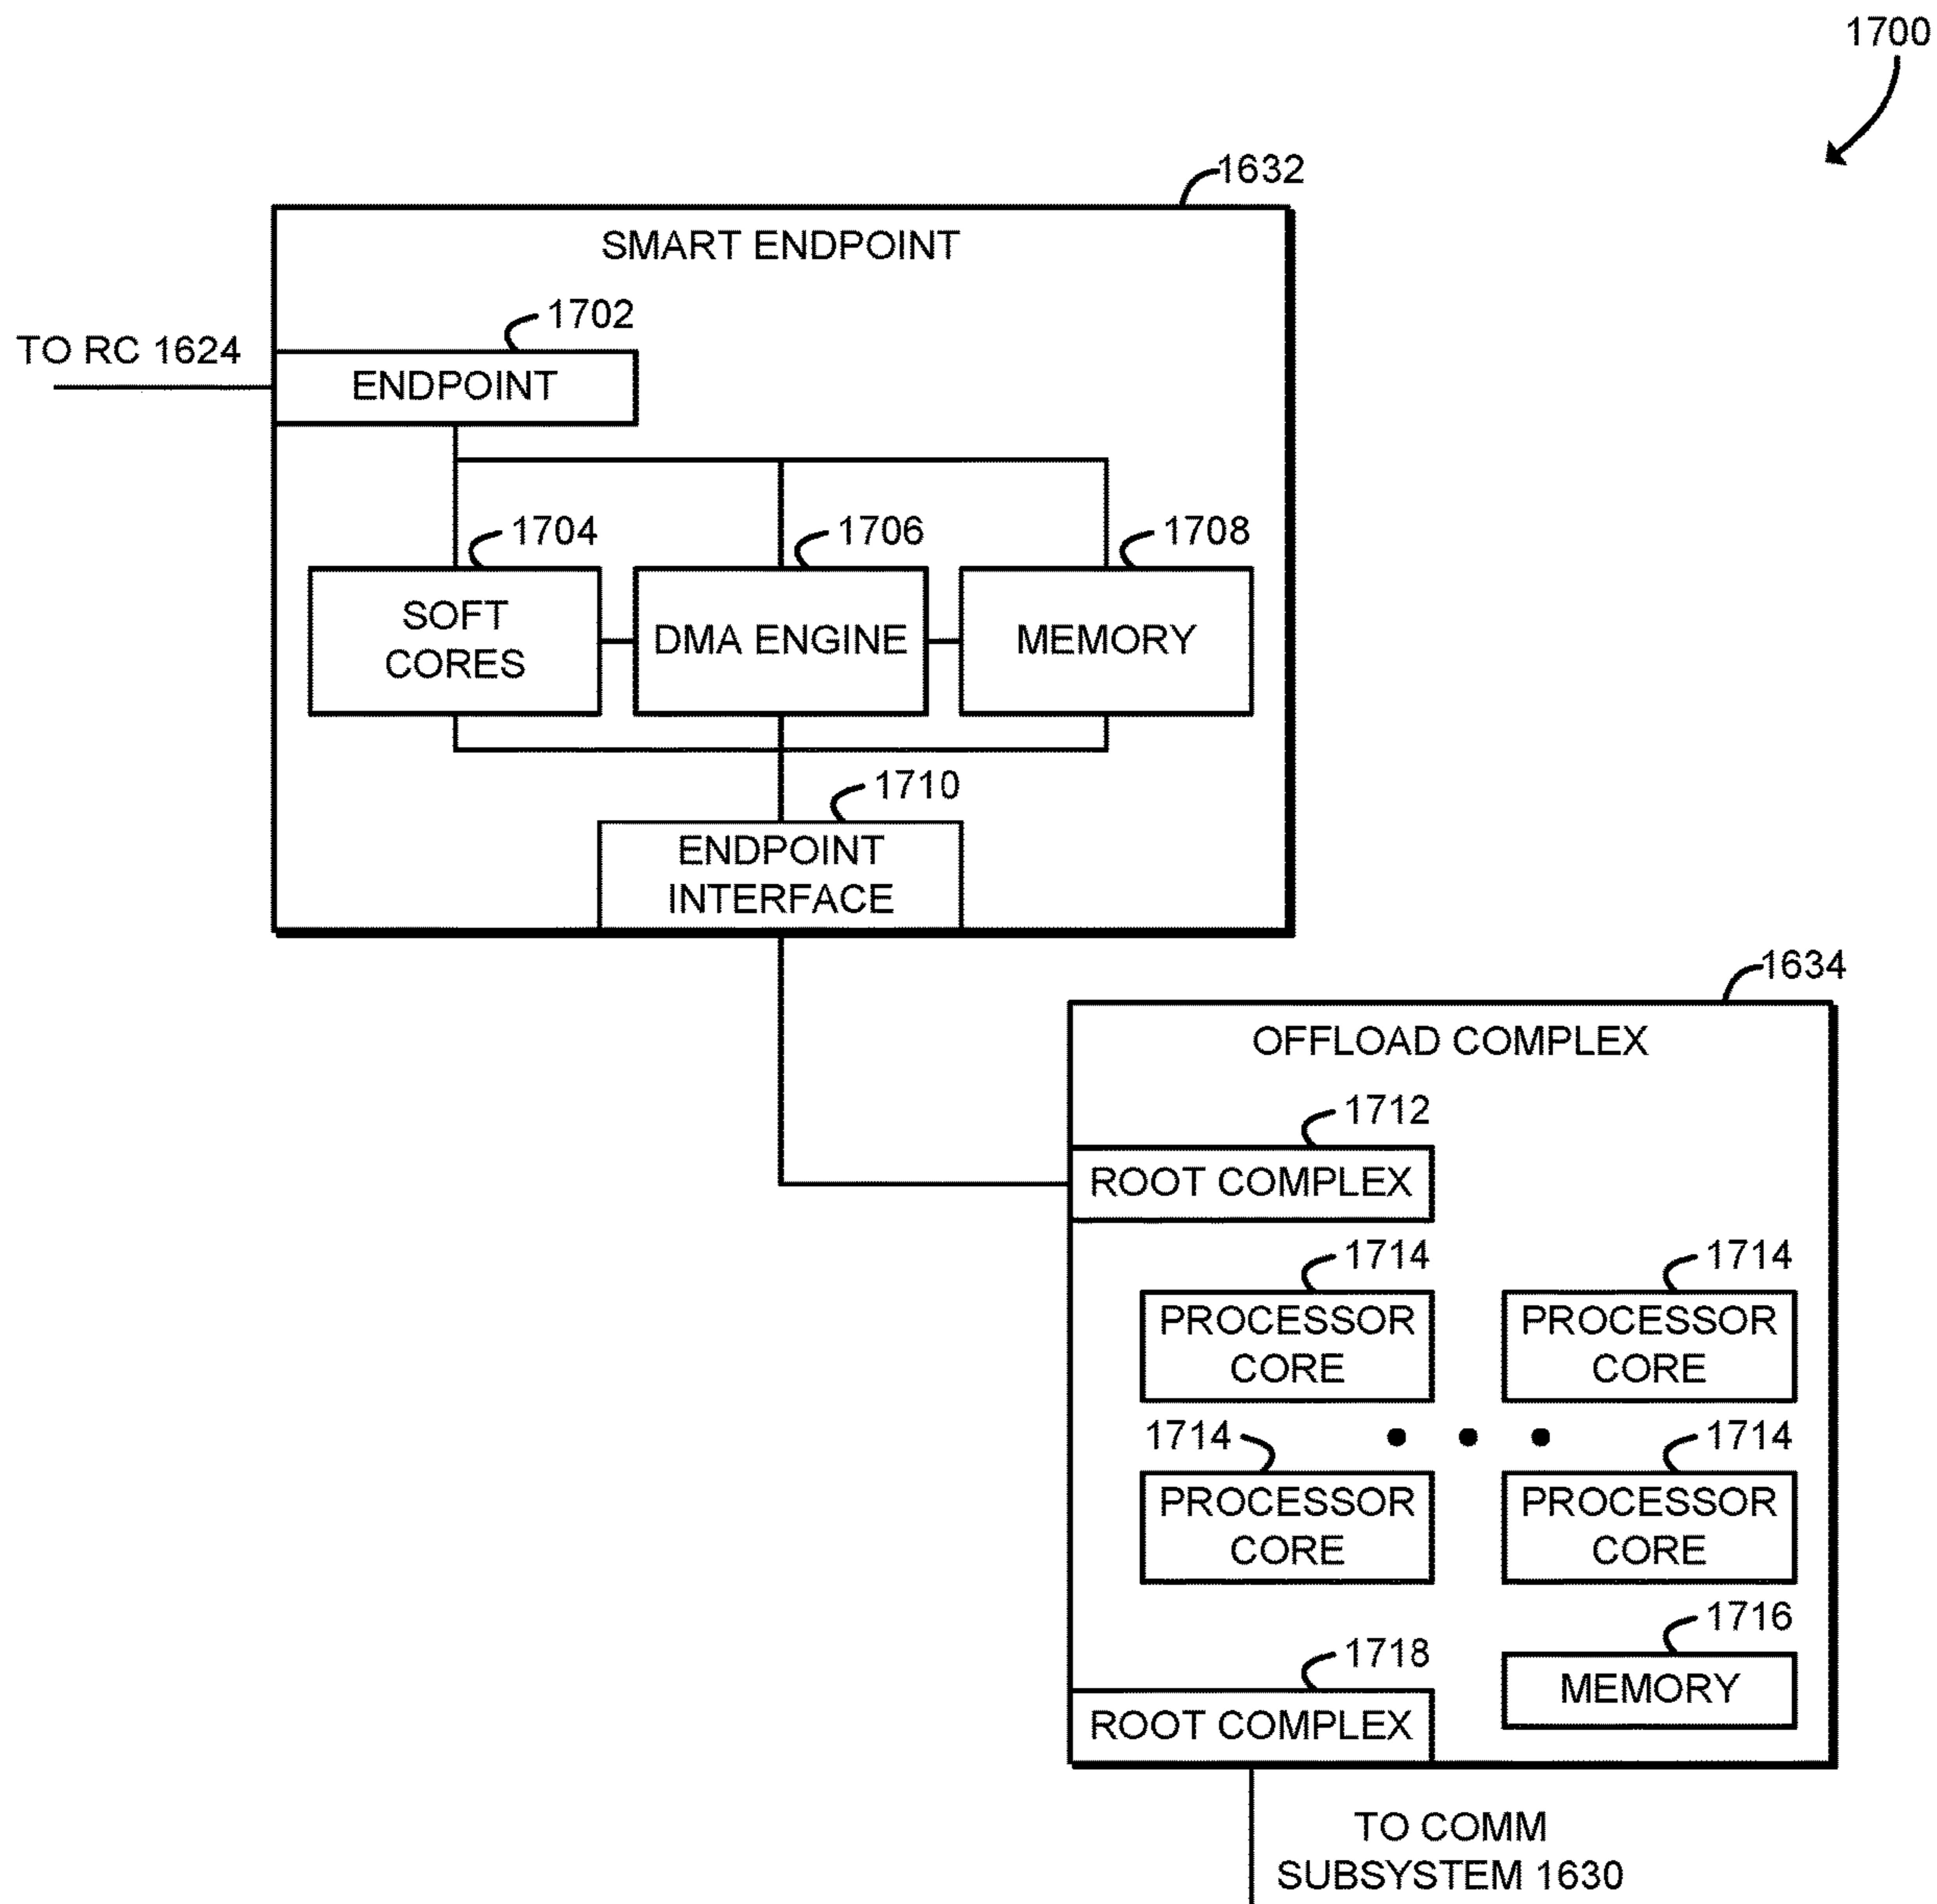 1700
1632
SMART ENDPOINT
1702
TO RC 1624
ENDPOINT
1704
1706
1708
SOFT
CORES
DMA ENGINE
MEMORY
1710
ENDPOINT
INTERFACE
1634
OFFLOAD COMPLEX
1712
ROOT COMPLEX
1714
1714
PROCESSOR
CORE
PROCESSOR
CORE
1714
1714
PROCESSOR
CORE
PROCESSOR
CORE
1716
MEMORY
1718
ROOT COMPLEX
TO COMM
SUBSYSTEM 1630